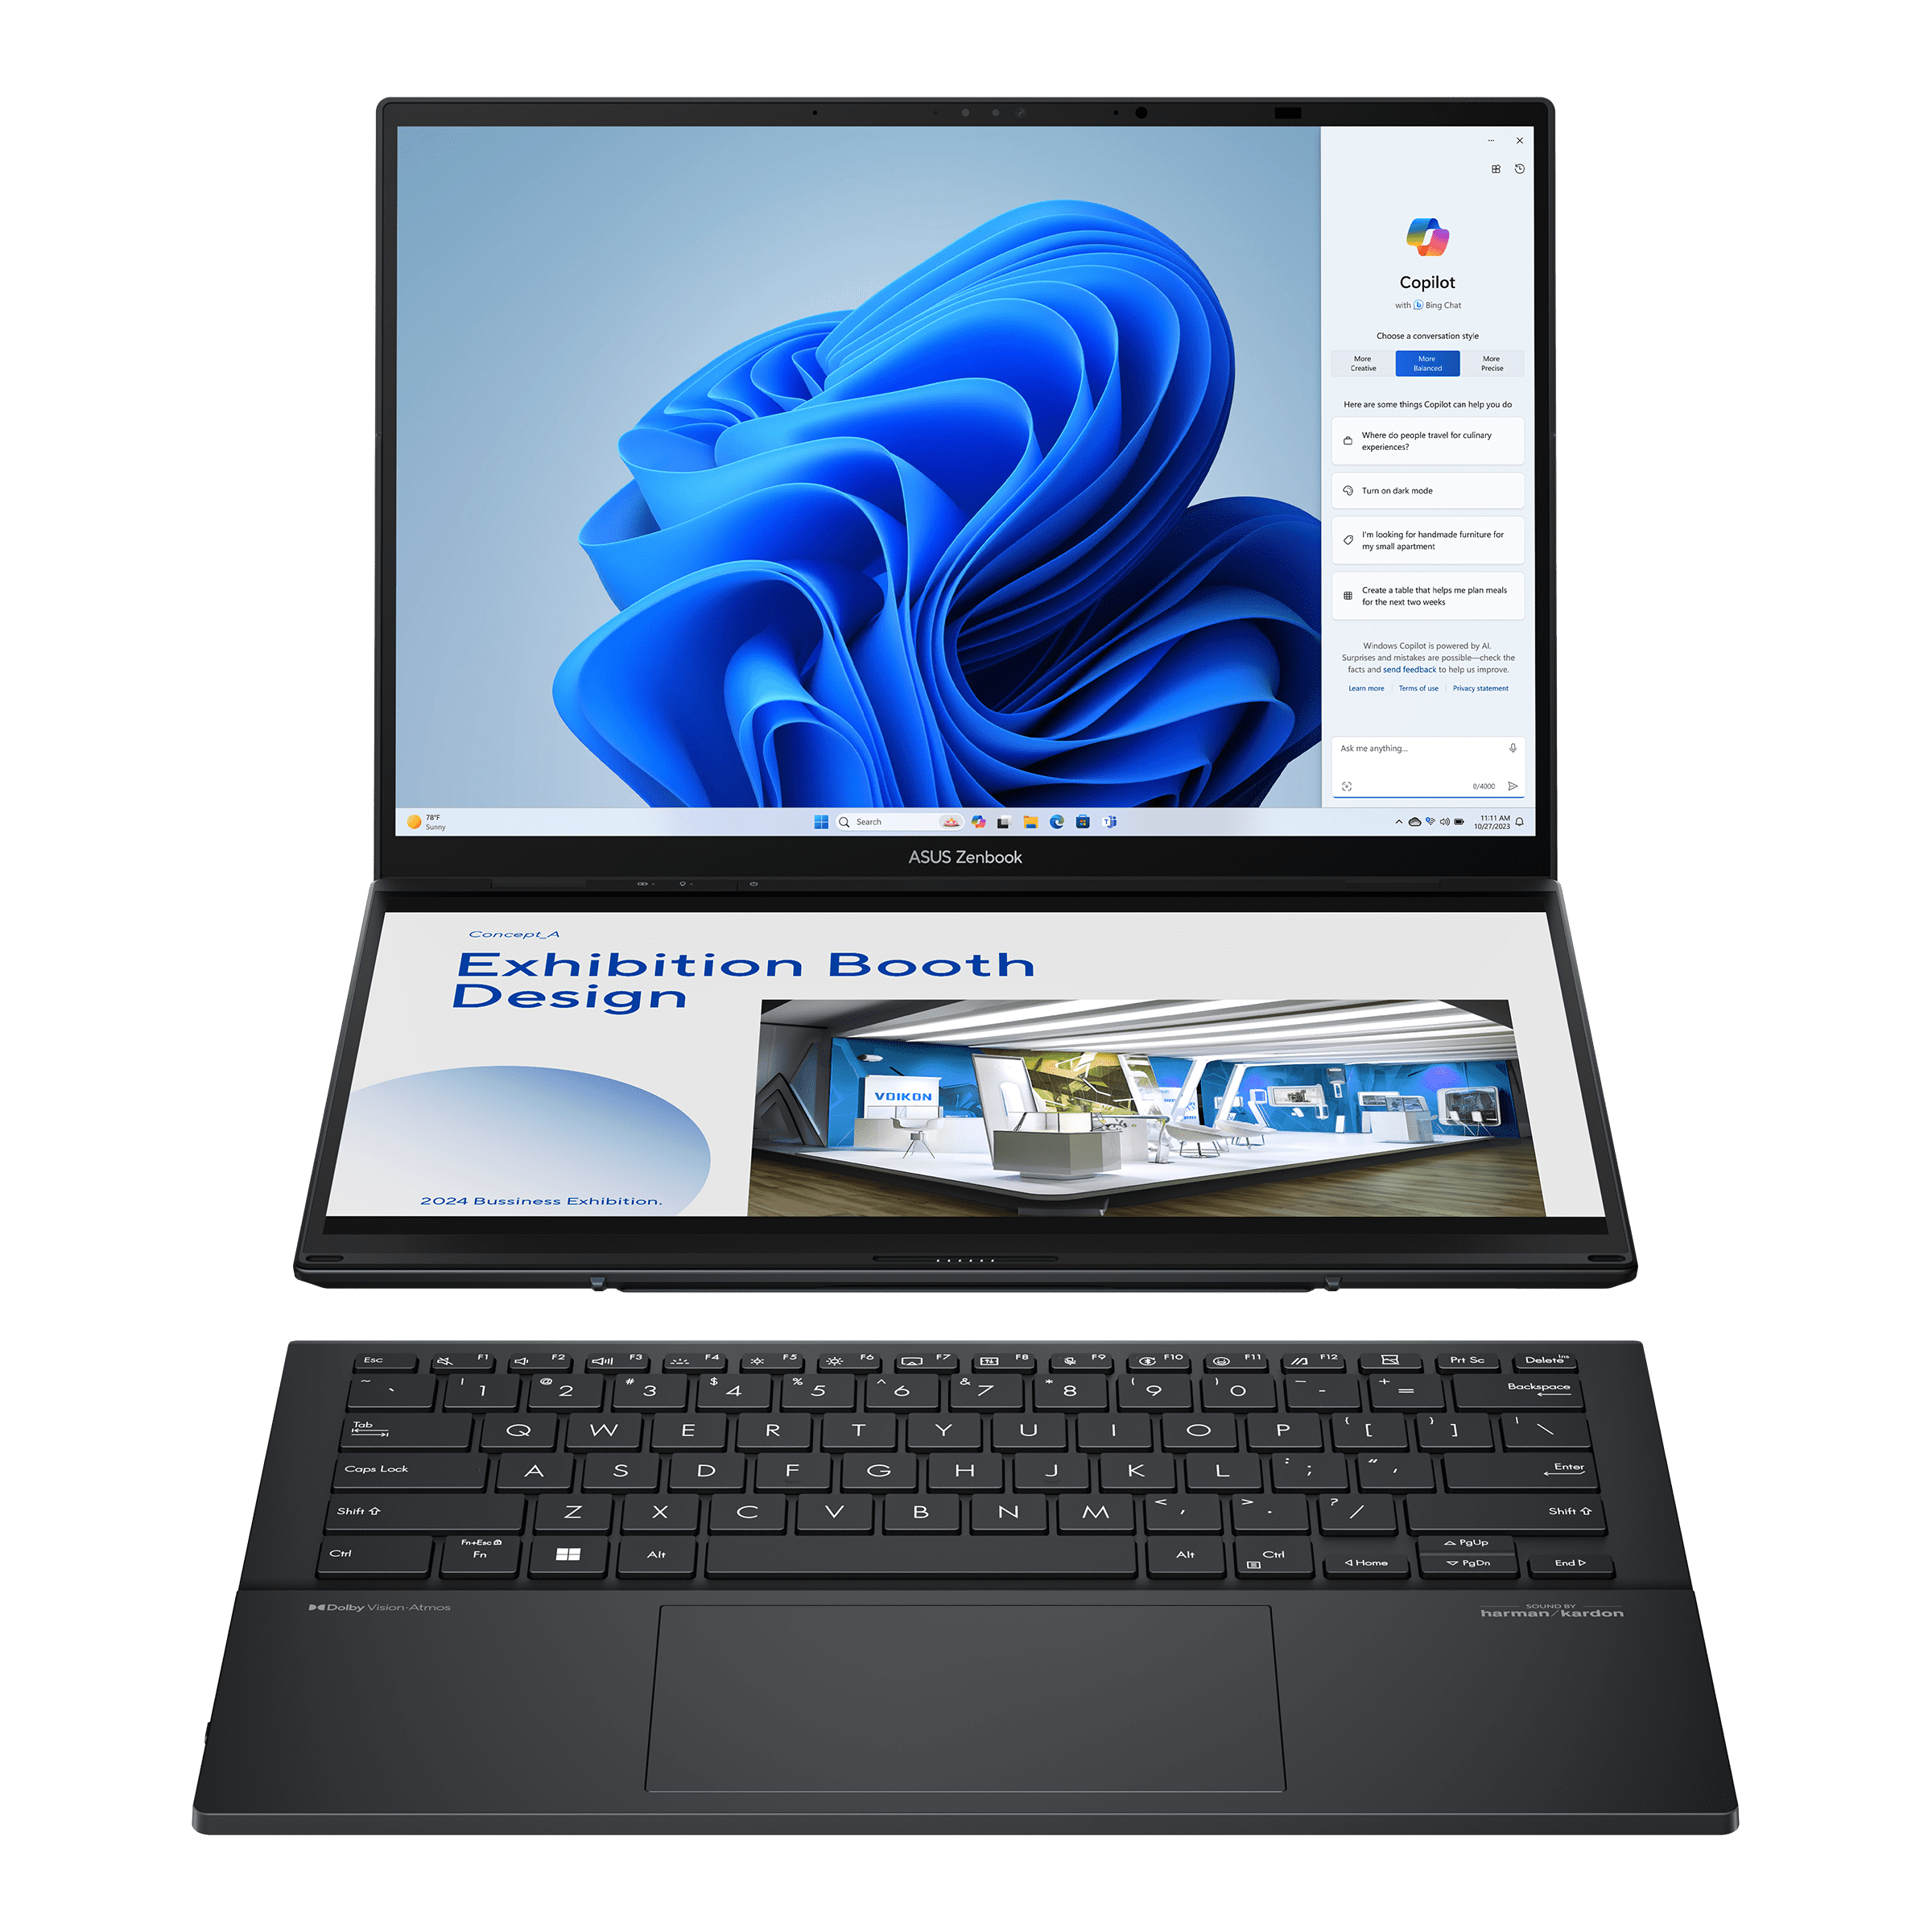 Copilot
with b Bing Chat
Choose a conversation style
More Creative
More Balanced
More Precise
Here are some things Copilot can help you do
Where do people travel for culinary
experiences?
Turn on dark mode
I'm looking for handmade furniture for
my small apartment
Create a table that helps me plan meals
for the next two weeks
Windows Copilot is powered by AI.
Surprises and mistakes are possible—check the
facts and send feedback to help us improve.
Learn more Terms of use Privacy statement
Ask me anything...
0/4000
78°F
Sunny
Search
11:11 AM
10/27/2023
ASUS Zenbook
Concept_A
Exhibition Booth
Design
VOIKON
2024 Bussiness Exhibition.
Esc F1 F2 F3 F4 F5 F6 F7 F8 F9 F10 F11 F12 Prt Sc Delete Ins
~ ` ! 1 @ 2 # 3 $ 4 % 5 ^ 6 & 7 * 8 ( 9 ) 0 — - + = Backspace
Tab Q W E R T Y U I O P { [ } ] | \
Caps Lock A S D F G H J K L : ; " ' Enter
Shift Z X C V B N M < , > . ? / Shift
Ctrl Fn+Esc Fn Alt Alt Ctrl Home PgUp PgDn End
Dolby Vision·Atmos
SOUND BY
harman/kardon